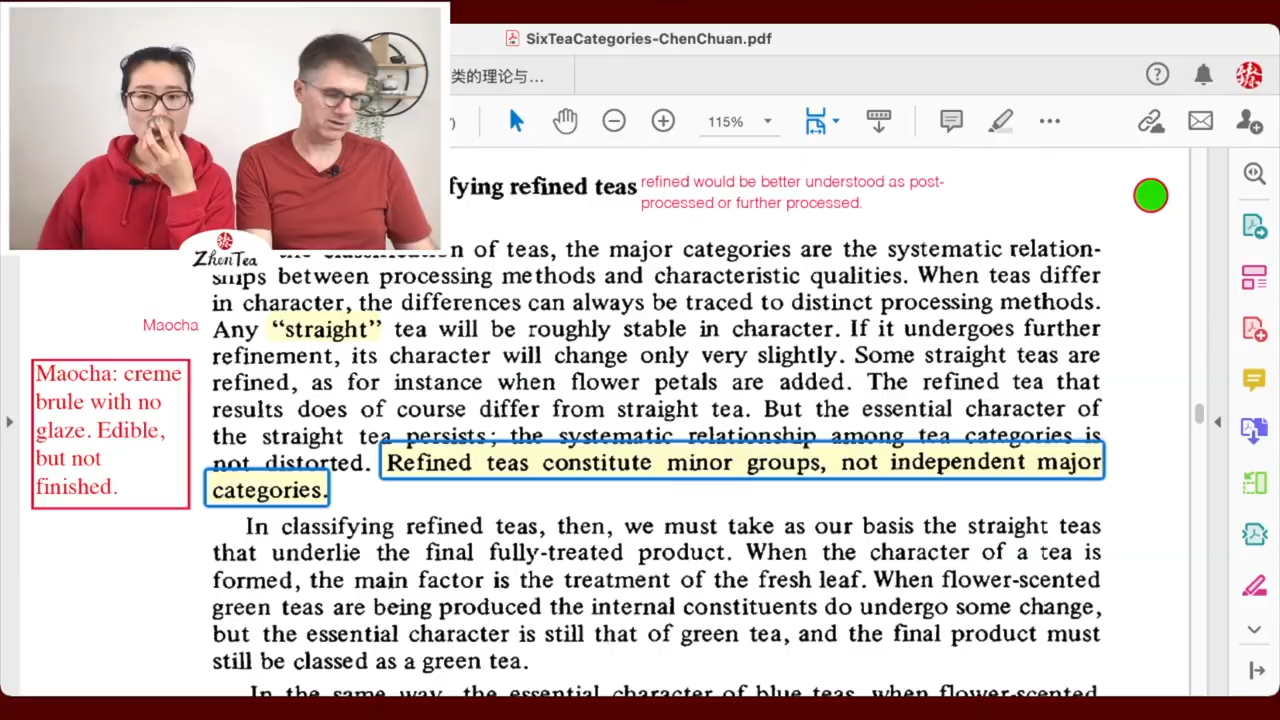 SixTeaCategories-ChenChuan.pdf
类的理论与...
115%
ZhenTea
fying refined teas
refined would be better understood as post-
processed or further processed.
n of teas, the major categories are the systematic relation-
ships between processing methods and characteristic qualities. When teas differ
in character, the differences can always be traced to distinct processing methods.
Maocha
Any “straight” tea will be roughly stable in character. If it undergoes further
refinement, its character will change only very slightly. Some straight teas are
refined, as for instance when flower petals are added. The refined tea that
results does of course differ from straight tea. But the essential character of
the straight tea persists; the systematic relationship among tea categories is
not distorted. Refined teas constitute minor groups, not independent major
categories.
Maocha: creme
brule with no
glaze. Edible,
but not
finished.
In classifying refined teas, then, we must take as our basis the straight teas
that underlie the final fully-treated product. When the character of a tea is
formed, the main factor is the treatment of the fresh leaf. When flower-scented
green teas are being produced the internal constituents do undergo some change,
but the essential character is still that of green tea, and the final product must
still be classed as a green tea.
In the same way, the essential character of blue teas, when flower-scented,